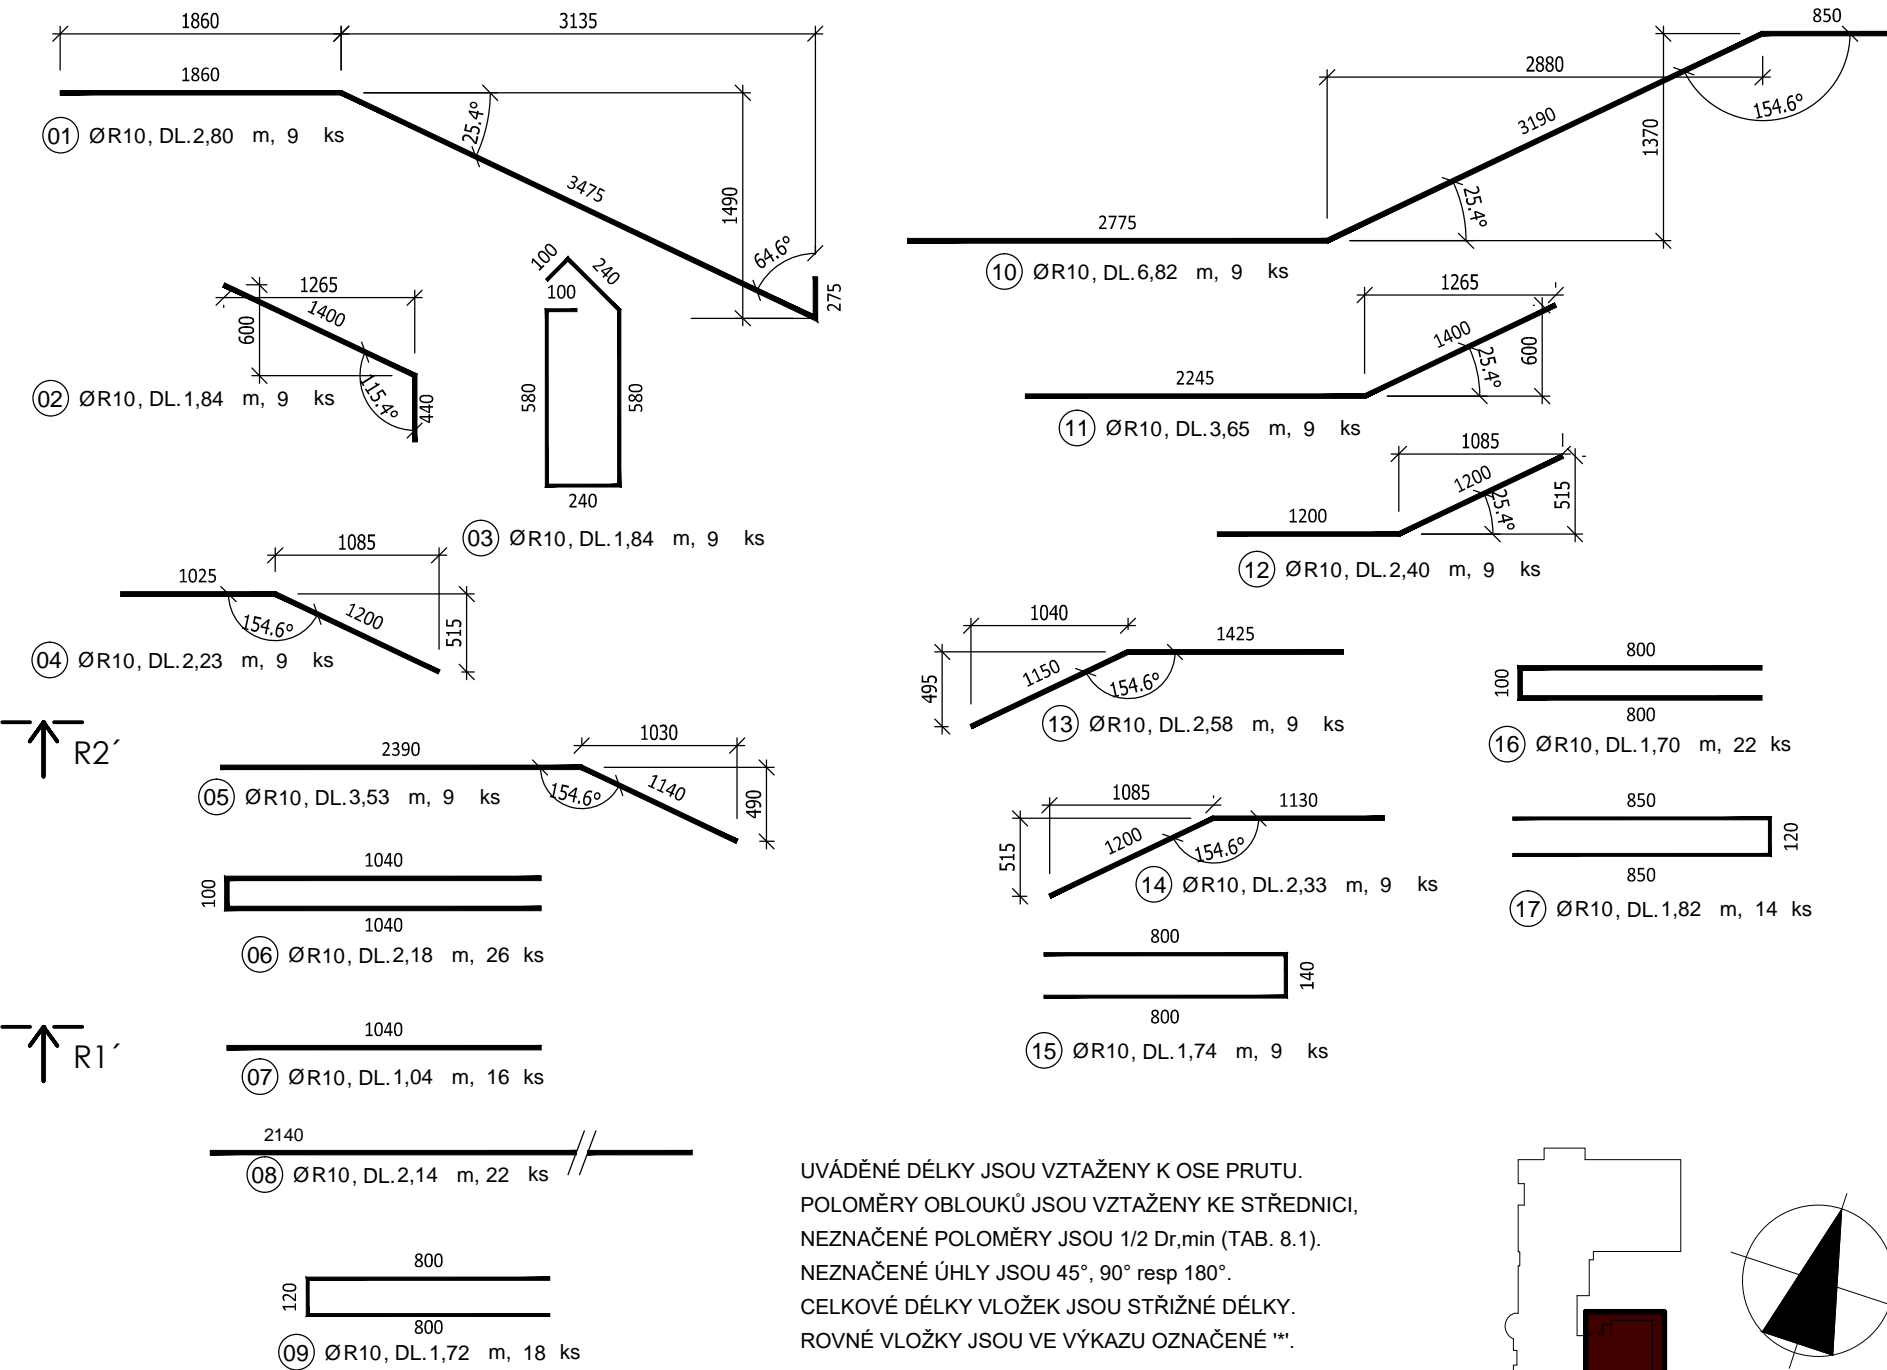 1860
3135
1860
25.4°
01 ØR10, DL.2,80 m, 9 ks
3475
1490
64.6°
275
1265
1400
600
115.4°
440
02 ØR10, DL.1,84 m, 9 ks
100
240
100
580
580
240
03 ØR10, DL.1,84 m, 9 ks
1085
1025
154.6°
1200
515
04 ØR10, DL.2,23 m, 9 ks
R2´
2390
1030
154.6°
1140
490
05 ØR10, DL.3,53 m, 9 ks
1040
100
1040
06 ØR10, DL.2,18 m, 26 ks
R1´
1040
07 ØR10, DL.1,04 m, 16 ks
2140
08 ØR10, DL.2,14 m, 22 ks
800
120
800
09 ØR10, DL.1,72 m, 18 ks
850
2880
154.6°
3190
1370
2775
25.4°
10 ØR10, DL.6,82 m, 9 ks
1265
1400
600
25.4°
2245
11 ØR10, DL.3,65 m, 9 ks
1085
1200
25.4°
515
1200
12 ØR10, DL.2,40 m, 9 ks
1040
1425
495
1150
154.6°
13 ØR10, DL.2,58 m, 9 ks
1085
1130
515
1200
154.6°
14 ØR10, DL.2,33 m, 9 ks
800
140
800
15 ØR10, DL.1,74 m, 9 ks
800
100
800
16 ØR10, DL.1,70 m, 22 ks
850
120
850
17 ØR10, DL.1,82 m, 14 ks
UVÁDĚNÉ DÉLKY JSOU VZTAŽENY K OSE PRUTU.
POLOMĚRY OBLOUKŮ JSOU VZTAŽENY KE STŘEDNICI,
NEZNAČENÉ POLOMĚRY JSOU 1/2 Dr,min (TAB. 8.1).
NEZNAČENÉ ÚHLY JSOU 45°, 90° resp 180°.
CELKOVÉ DÉLKY VLOŽEK JSOU STŘIŽNÉ DÉLKY.
ROVNÉ VLOŽKY JSOU VE VÝKAZU OZNAČENÉ '*'.